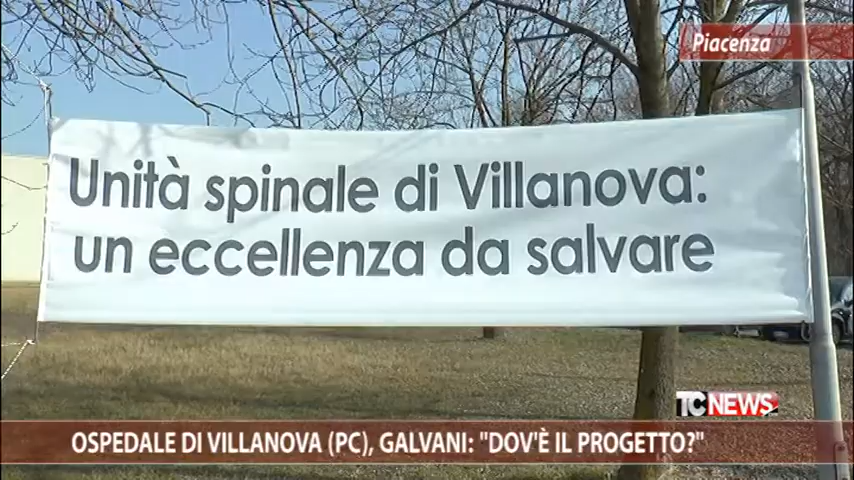 Piacenza
Unità spinale di Villanova:
un eccellenza da salvare
TCNEWS
OSPEDALE DI VILLANOVA (PC), GALVANI: "DOV'È IL PROGETTO?"